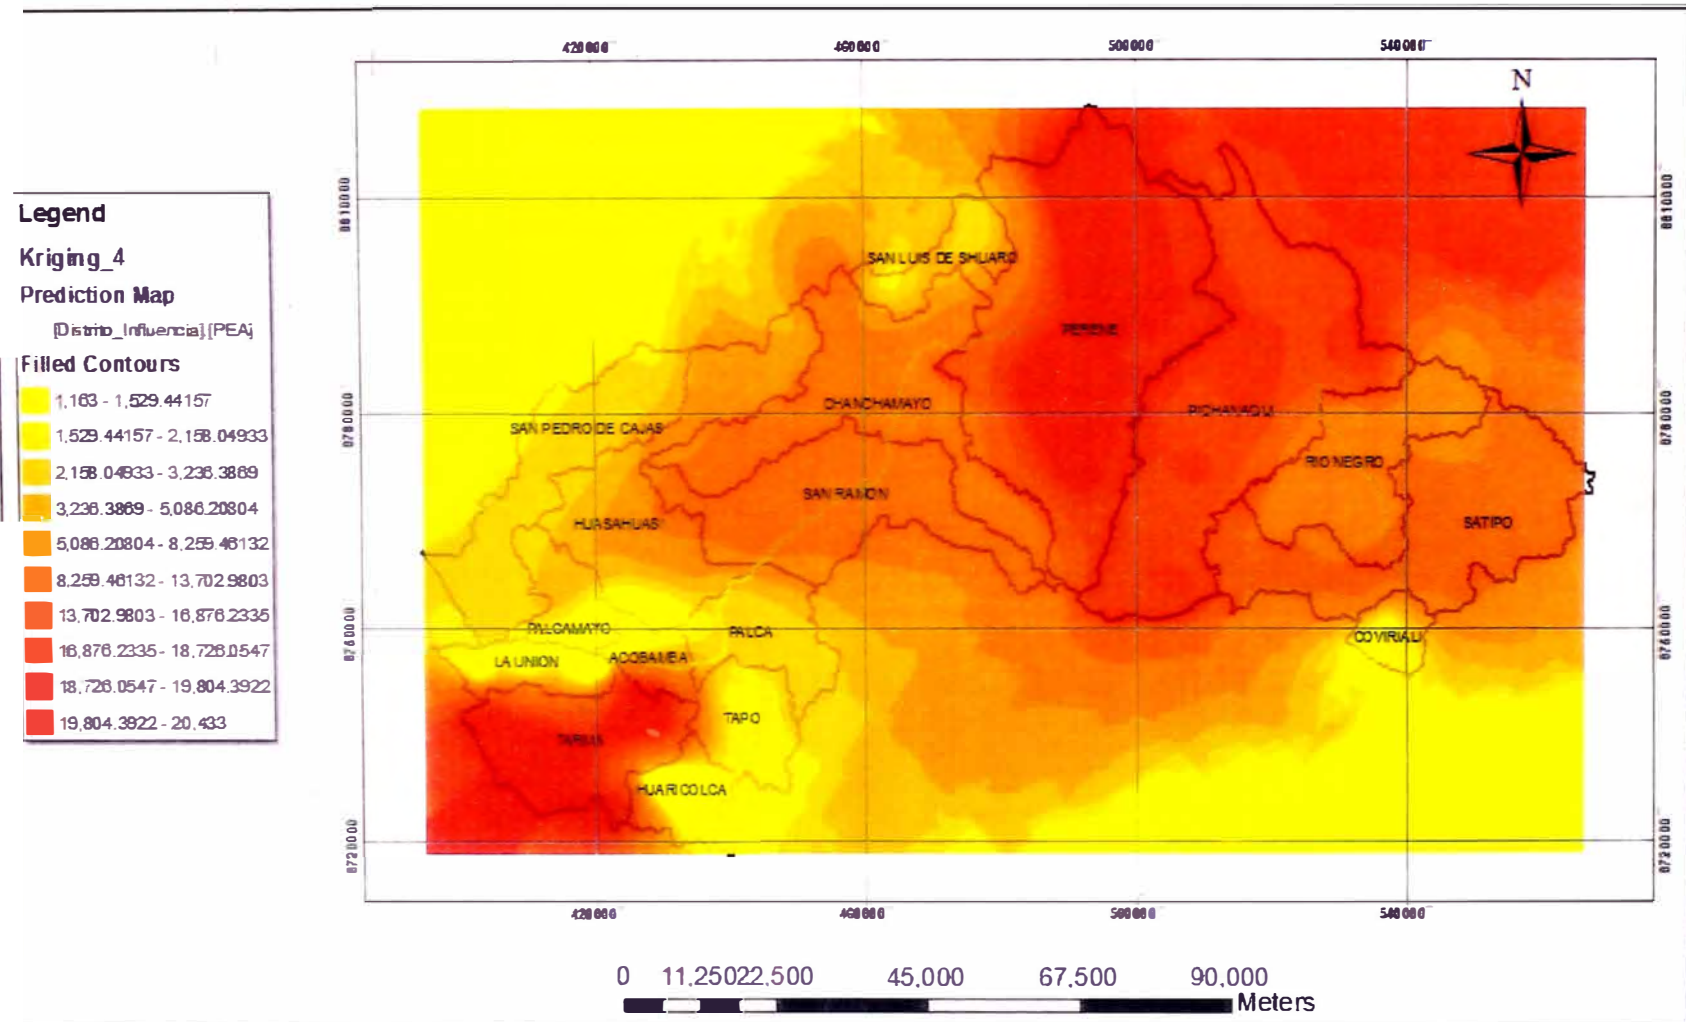 420000 460000 500000 540000
N
Legend
Kriging_4
Prediction Map
[Distrito_Influencia].[PEA]
Filled Contours
1,163 - 1,529.44157
1,529.44157 - 2,158.04933
2,158.04933 - 3,236.3869
3,236.3869 - 5,086.20804
5,086.20804 - 8,259.46132
8,259.46132 - 13,702.9803
13,702.9803 - 16,876.2335
16,876.2335 - 18,726.0547
18,726.0547 - 19,804.3922
19,804.3922 - 20,433
SAN LUIS DE SHUARO
PERENE
CHANCHAMAYO
PICHANAQUI
SAN PEDRO DE CAJAS
RIO NEGRO
SAN RAMON
HUASAHUASI
SATIPO
PALCAMAYO
PALCA
COVIRIALI
LA UNION
ACOBAMBA
TAPO
TARMA
HUARICOLCA
420000 460000 500000 540000
0 11,250 22,500 45,000 67,500 90,000
Meters